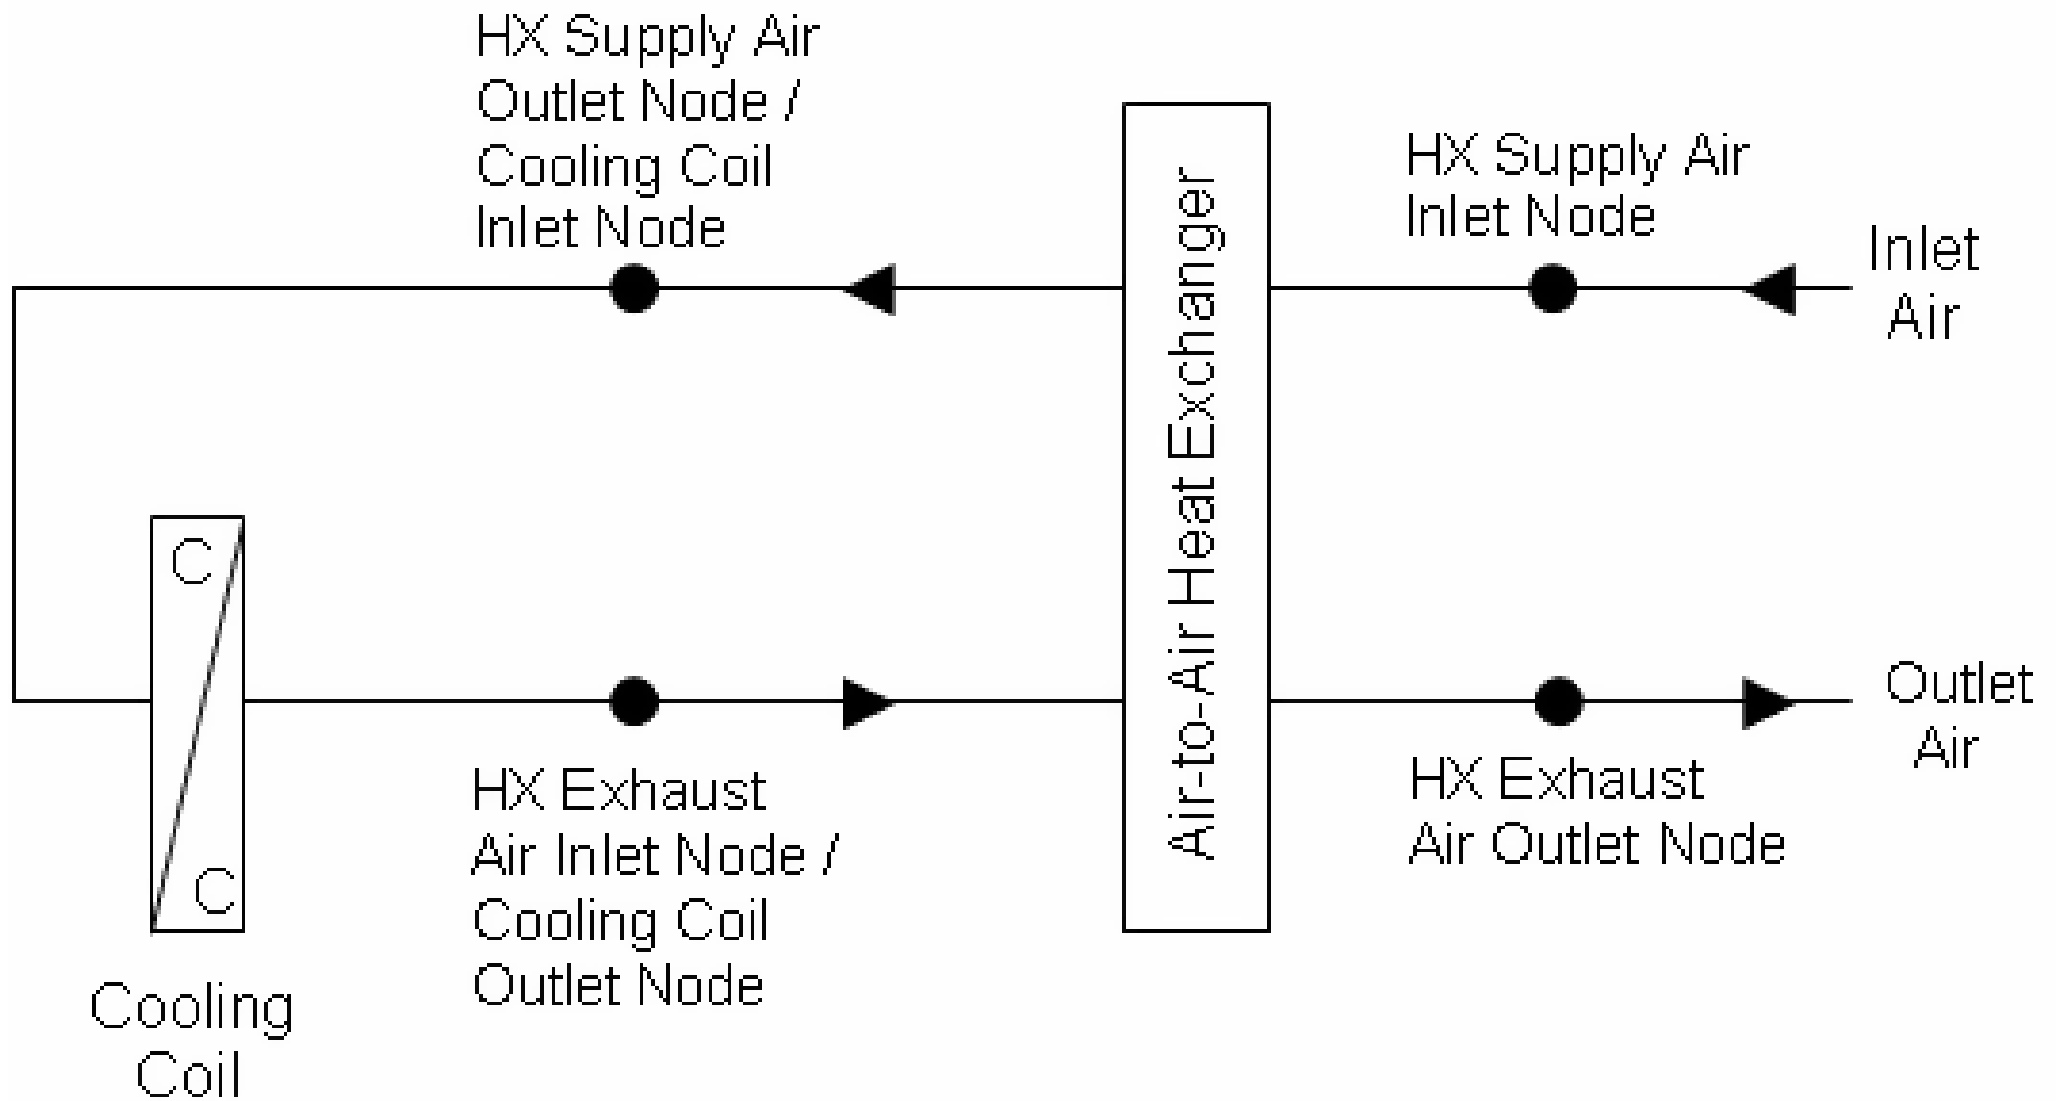 HX Supply Air
Outlet Node /
Cooling Coil
Inlet Node
HX Supply Air
Inlet Node
Inlet
Air
Air-to-Air Heat Exchanger
C
C
Cooling
Coil
HX Exhaust
Air Inlet Node /
Cooling Coil
Outlet Node
HX Exhaust
Air Outlet Node
Outlet
Air